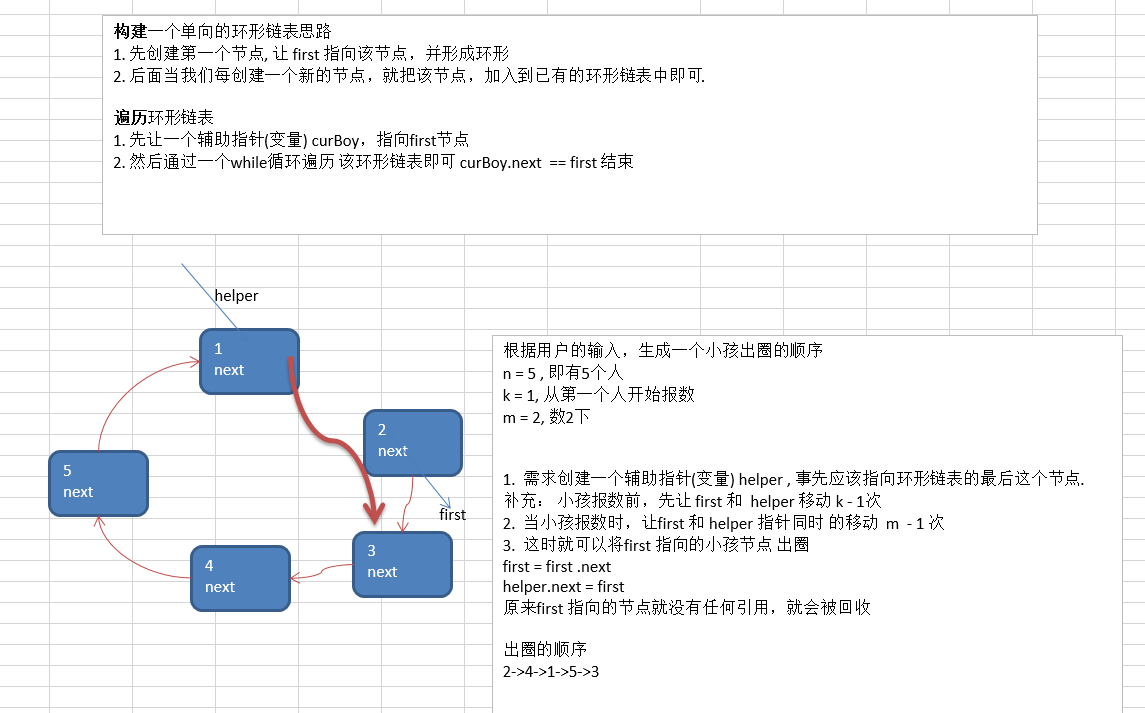 构建一个单向的环形链表思路
1. 先创建第一个节点, 让 first 指向该节点，并形成环形
2. 后面当我们每创建一个新的节点，就把该节点，加入到已有的环形链表中即可.
遍历环形链表
1. 先让一个辅助指针(变量) curBoy，指向first节点
2. 然后通过一个while循环遍历 该环形链表即可 curBoy.next  == first 结束
helper
1
next
2
next
5
next
first
3
next
4
next
根据用户的输入，生成一个小孩出圈的顺序
n = 5 , 即有5个人
k = 1, 从第一个人开始报数
m = 2, 数2下
1.  需求创建一个辅助指针(变量) helper , 事先应该指向环形链表的最后这个节点.
补充： 小孩报数前，先让 first 和  helper 移动 k - 1次
2.  当小孩报数时，让first 和 helper 指针同时 的移动  m  - 1 次
3.  这时就可以将first 指向的小孩节点 出圈
first = first .next
helper.next = first
原来first 指向的节点就没有任何引用，就会被回收
出圈的顺序
2->4->1->5->3